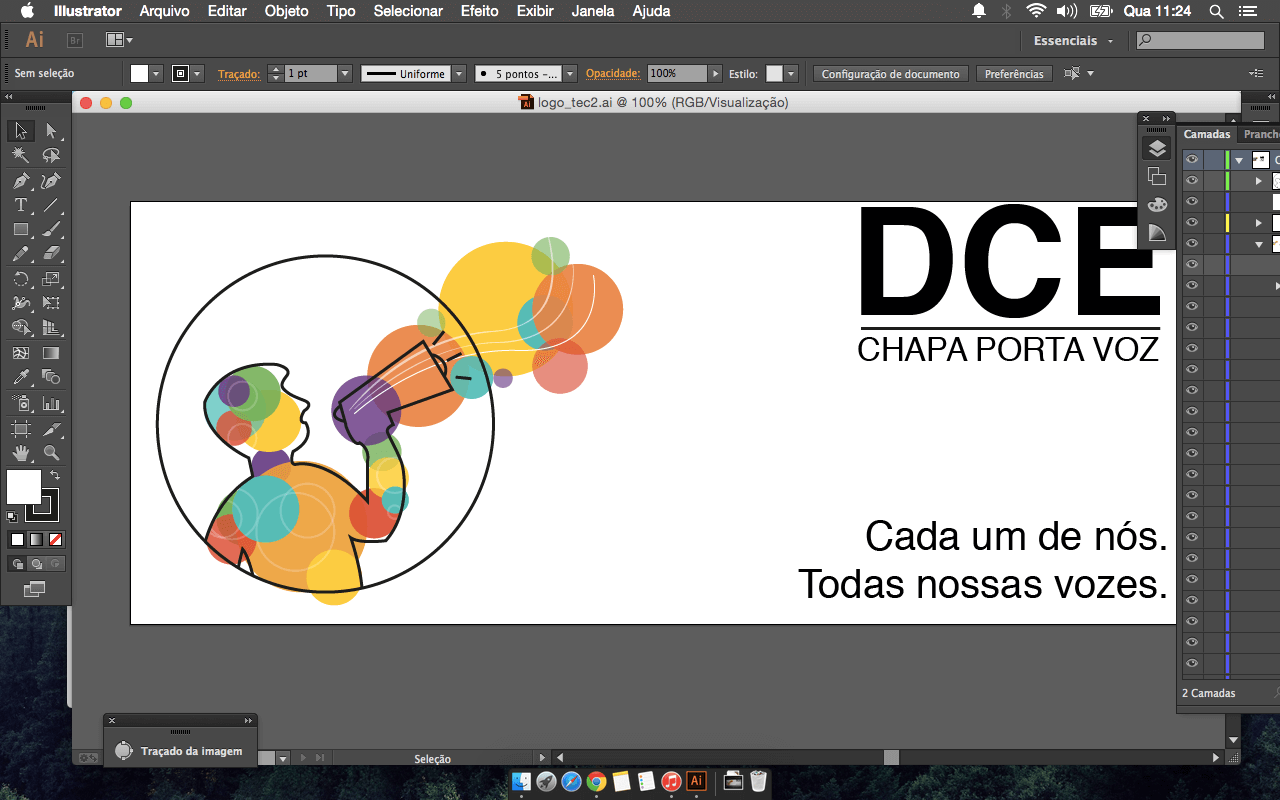 Illustrator Arquivo Editar Objeto Tipo Selecionar Efeito Exibir Janela Ajuda Qua 11:24
Ai Br Essenciais
Sem seleção Traçado: 1 pt Uniforme 5 pontos -... Opacidade: 100% Estilo: Configuração de documento Preferências
logo_tec2.ai @ 100% (RGB/Visualização)
Camadas Pranche
DCE
CHAPA PORTA VOZ
Cada um de nós.
Todas nossas vozes.
2 Camadas
Traçado da imagem
Seleção
Ai